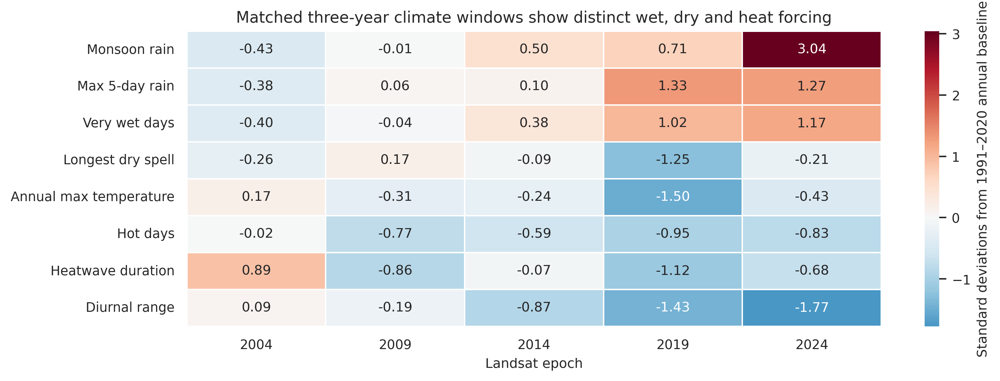 Matched three-year climate windows show distinct wet, dry and heat forcing
Monsoon rain -0.43 -0.01 0.50 0.71 3.04
Max 5-day rain -0.38 0.06 0.10 1.33 1.27
Very wet days -0.40 -0.04 0.38 1.02 1.17
Longest dry spell -0.26 0.17 -0.09 -1.25 -0.21
Annual max temperature 0.17 -0.31 -0.24 -1.50 -0.43
Hot days -0.02 -0.77 -0.59 -0.95 -0.83
Heatwave duration 0.89 -0.86 -0.07 -1.12 -0.68
Diurnal range 0.09 -0.19 -0.87 -1.43 -1.77
2004 2009 2014 2019 2024
Landsat epoch
3
2
1
0
−1
Standard deviations from 1991–2020 annual baseline